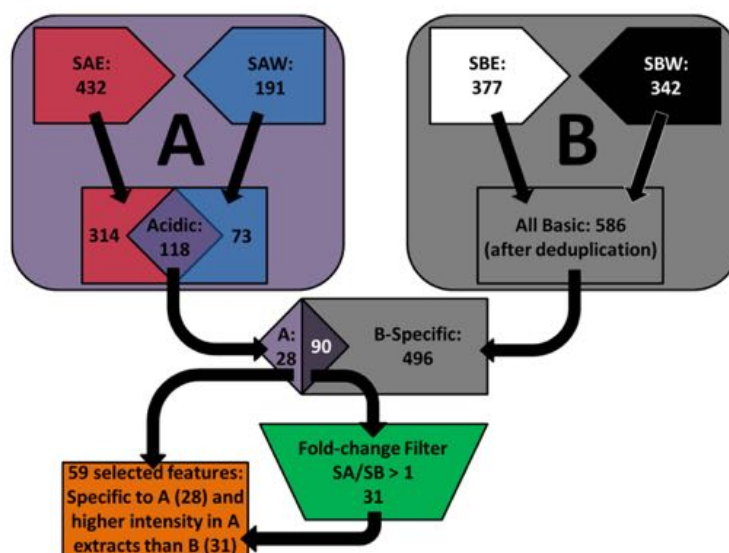 SAE:
432
SAW:
191
A
314
Acidic:
118
73
SBE:
377
SBW:
342
B
All Basic: 586
(after deduplication)
A:
28
90
B-Specific:
496
Fold-change Filter
SA/SB > 1
31
59 selected features:
Specific to A (28) and
higher intensity in A
extracts than B (31)